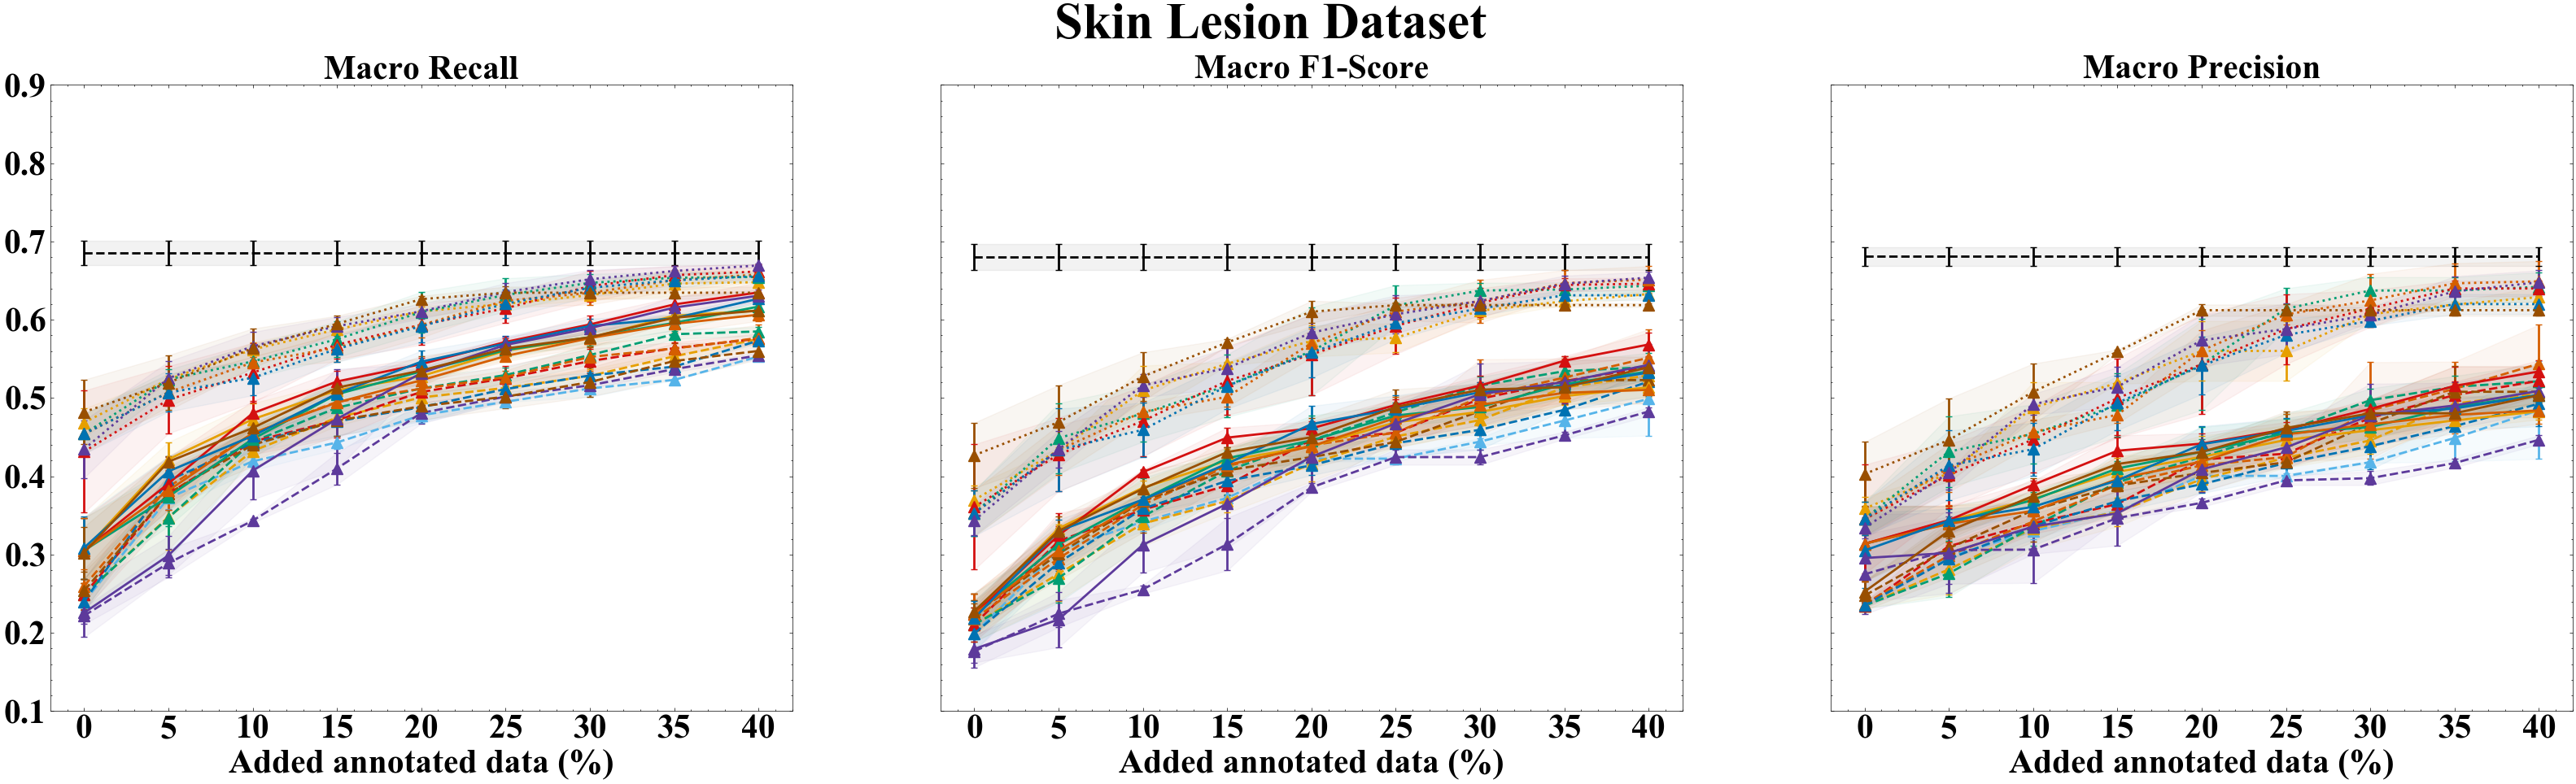 Skin Lesion Dataset
Macro Recall
Macro F1-Score
Macro Precision
0.9
0.8
0.7
0.6
0.5
0.4
0.3
0.2
0.1
0 5 10 15 20 25 30 35 40
0 5 10 15 20 25 30 35 40
0 5 10 15 20 25 30 35 40
Added annotated data (%)
Added annotated data (%)
Added annotated data (%)